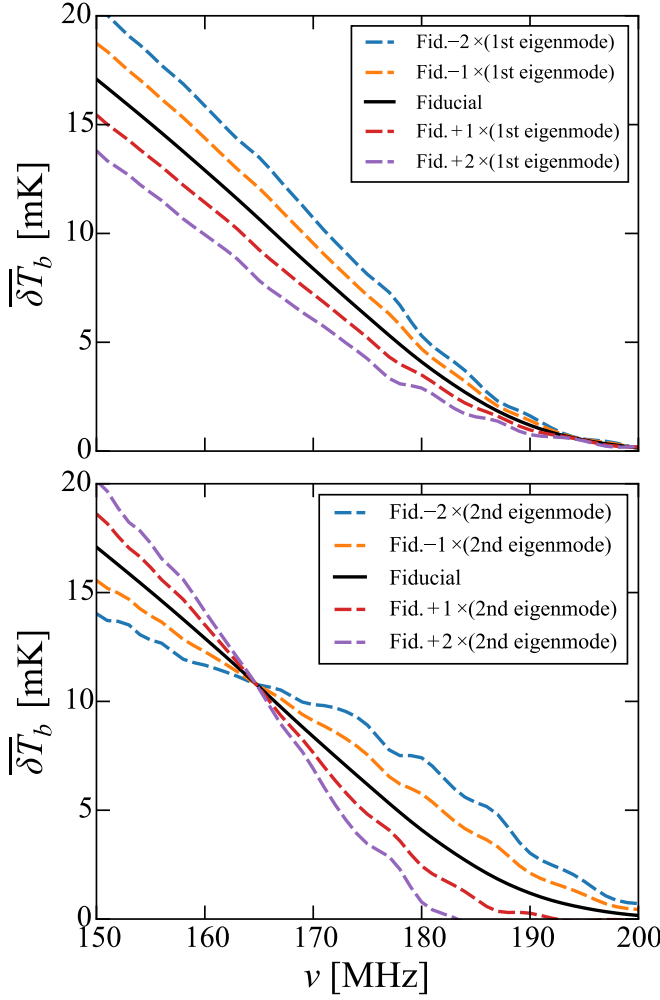 20
15
10
5
0
δT_b [mK]
Fid.−2×(1st eigenmode)
Fid.−1×(1st eigenmode)
Fiducial
Fid.+1×(1st eigenmode)
Fid.+2×(1st eigenmode)
20
15
10
5
0
δT_b [mK]
Fid.−2×(2nd eigenmode)
Fid.−1×(2nd eigenmode)
Fiducial
Fid.+1×(2nd eigenmode)
Fid.+2×(2nd eigenmode)
150 160 170 180 190 200
ν [MHz]